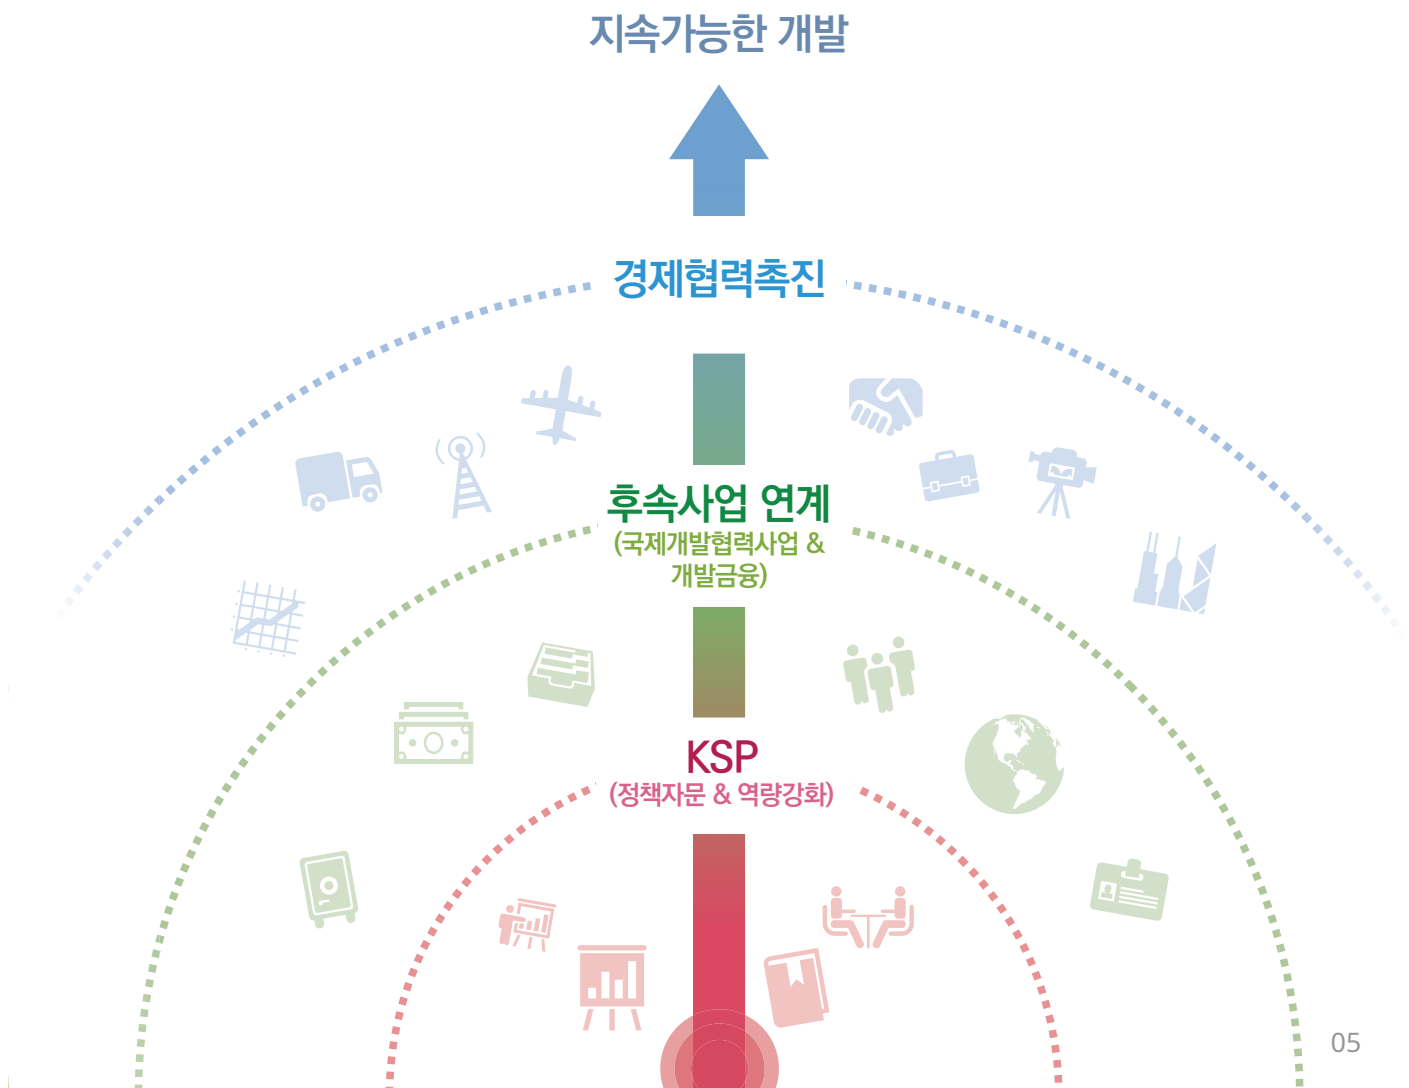 지속가능한 개발
경제협력촉진
후속사업 연계
(국제개발협력사업 &
개발금융)
KSP
(정책자문 & 역량강화)
05